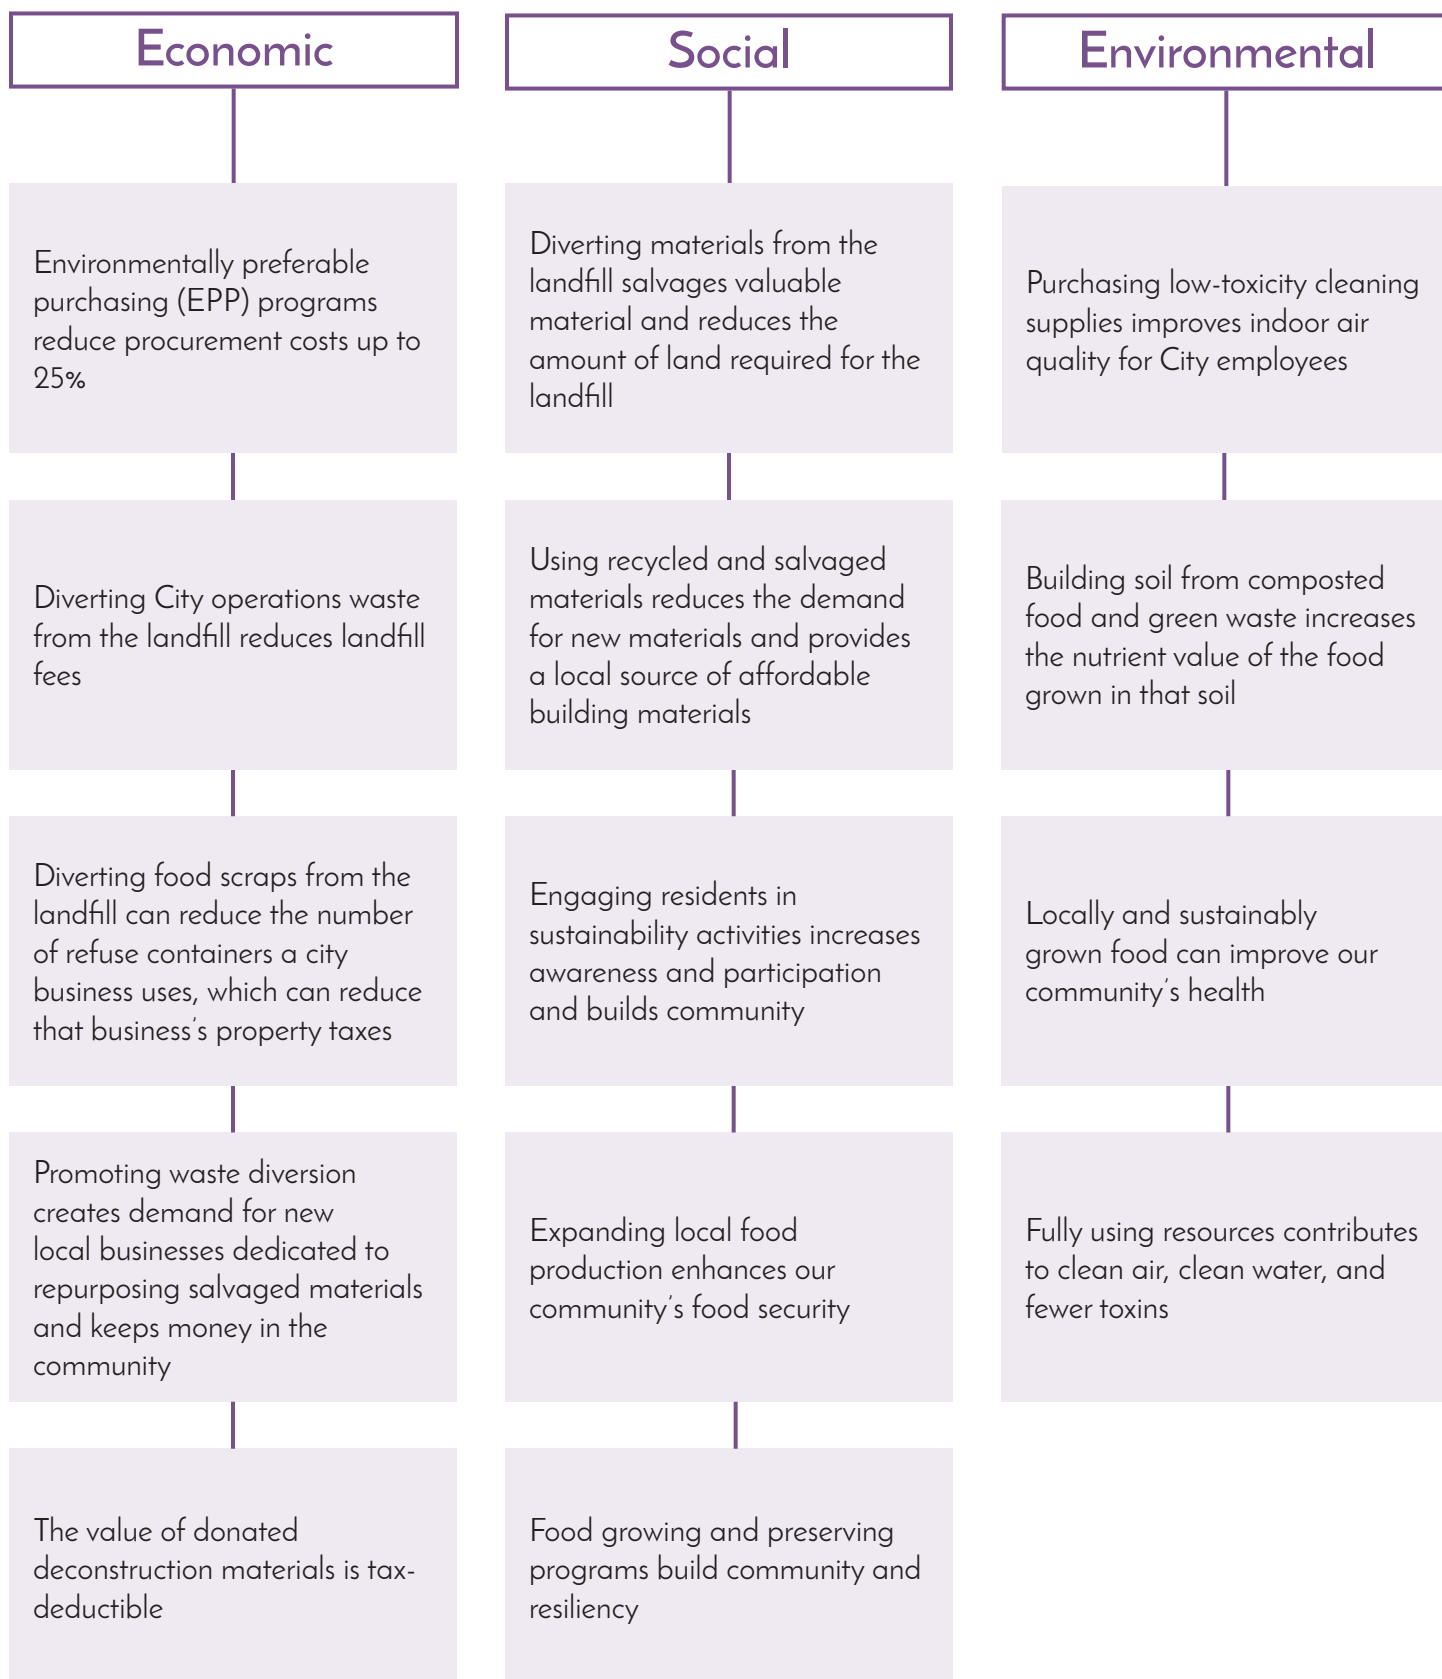 Economic
Environmentally preferable
purchasing (EPP) programs
reduce procurement costs up to
25%
Diverting City operations waste
from the landfill reduces landfill
fees
Diverting food scraps from the
landfill can reduce the number
of refuse containers a city
business uses, which can reduce
that business's property taxes
Promoting waste diversion
creates demand for new
local businesses dedicated to
repurposing salvaged materials
and keeps money in the
community
The value of donated
deconstruction materials is tax-
deductible
Social
Diverting materials from the
landfill salvages valuable
material and reduces the
amount of land required for the
landfill
Using recycled and salvaged
materials reduces the demand
for new materials and provides
a local source of affordable
building materials
Engaging residents in
sustainability activities increases
awareness and participation
and builds community
Expanding local food
production enhances our
community's food security
Food growing and preserving
programs build community and
resiliency
Environmental
Purchasing low-toxicity cleaning
supplies improves indoor air
quality for City employees
Building soil from composted
food and green waste increases
the nutrient value of the food
grown in that soil
Locally and sustainably
grown food can improve our
community's health
Fully using resources contributes
to clean air, clean water, and
fewer toxins